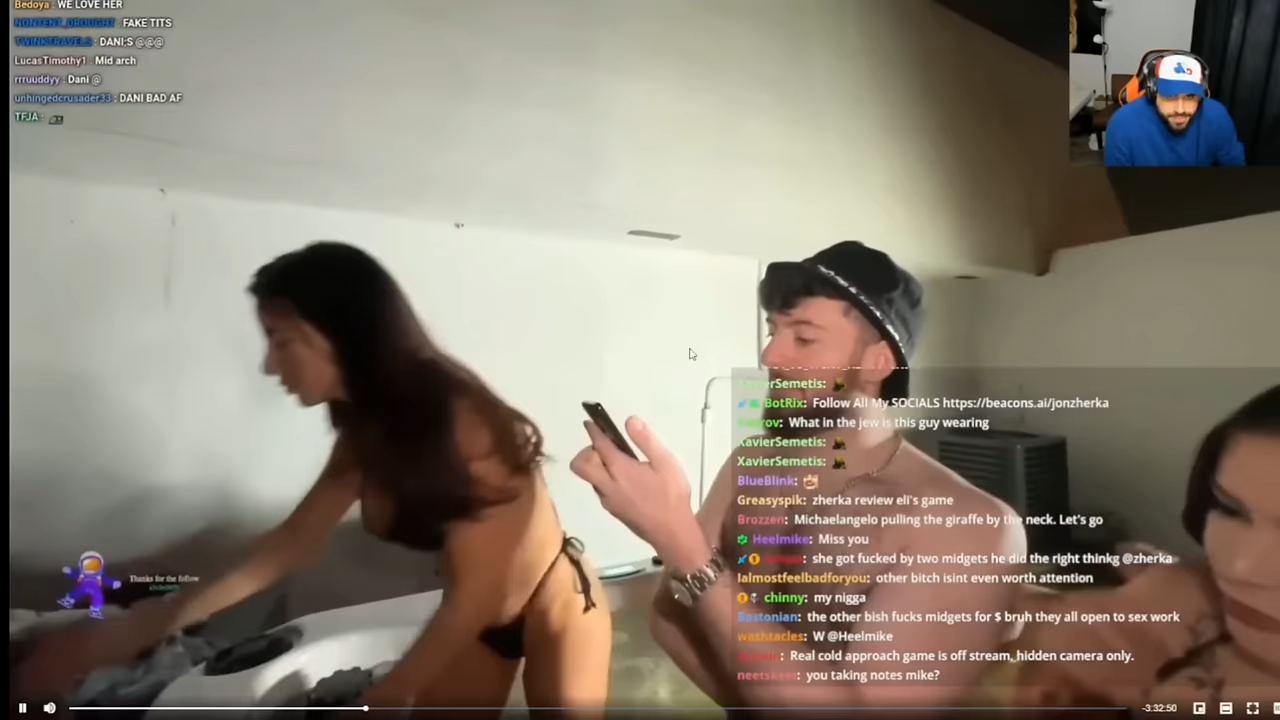 Bedoya : WE LOVE HER
NONTENT_DROUGHT : FAKE TITS
TWINKTRAVELS : DANI;S @@@
LucasTimothy1 : Mid arch
rrruuddyy : Dani @
unhingedcrusader33 : DANI BAD AF
TFJA :
XavierSemetis:
BotRix: Follow All My SOCIALS https://beacons.ai/jonzherka
What in the jew is this guy wearing
XavierSemetis:
XavierSemetis:
BlueBlink:
Greasyspik: zherka review eli's game
Brozzen: Michaelangelo pulling the giraffe by the neck. Let's go
Heelmike: Miss you
she got fucked by two midgets he did the right thinkg @zherka
Ialmostfeelbadforyou: other bitch isint even worth attention
chinny: my nigga
Bostonian: the other bish fucks midgets for $ bruh they all open to sex work
washtacles: W @Heelmike
Real cold approach game is off stream, hidden camera only.
you taking notes mike?
Thanks for the follow
-3:32:50